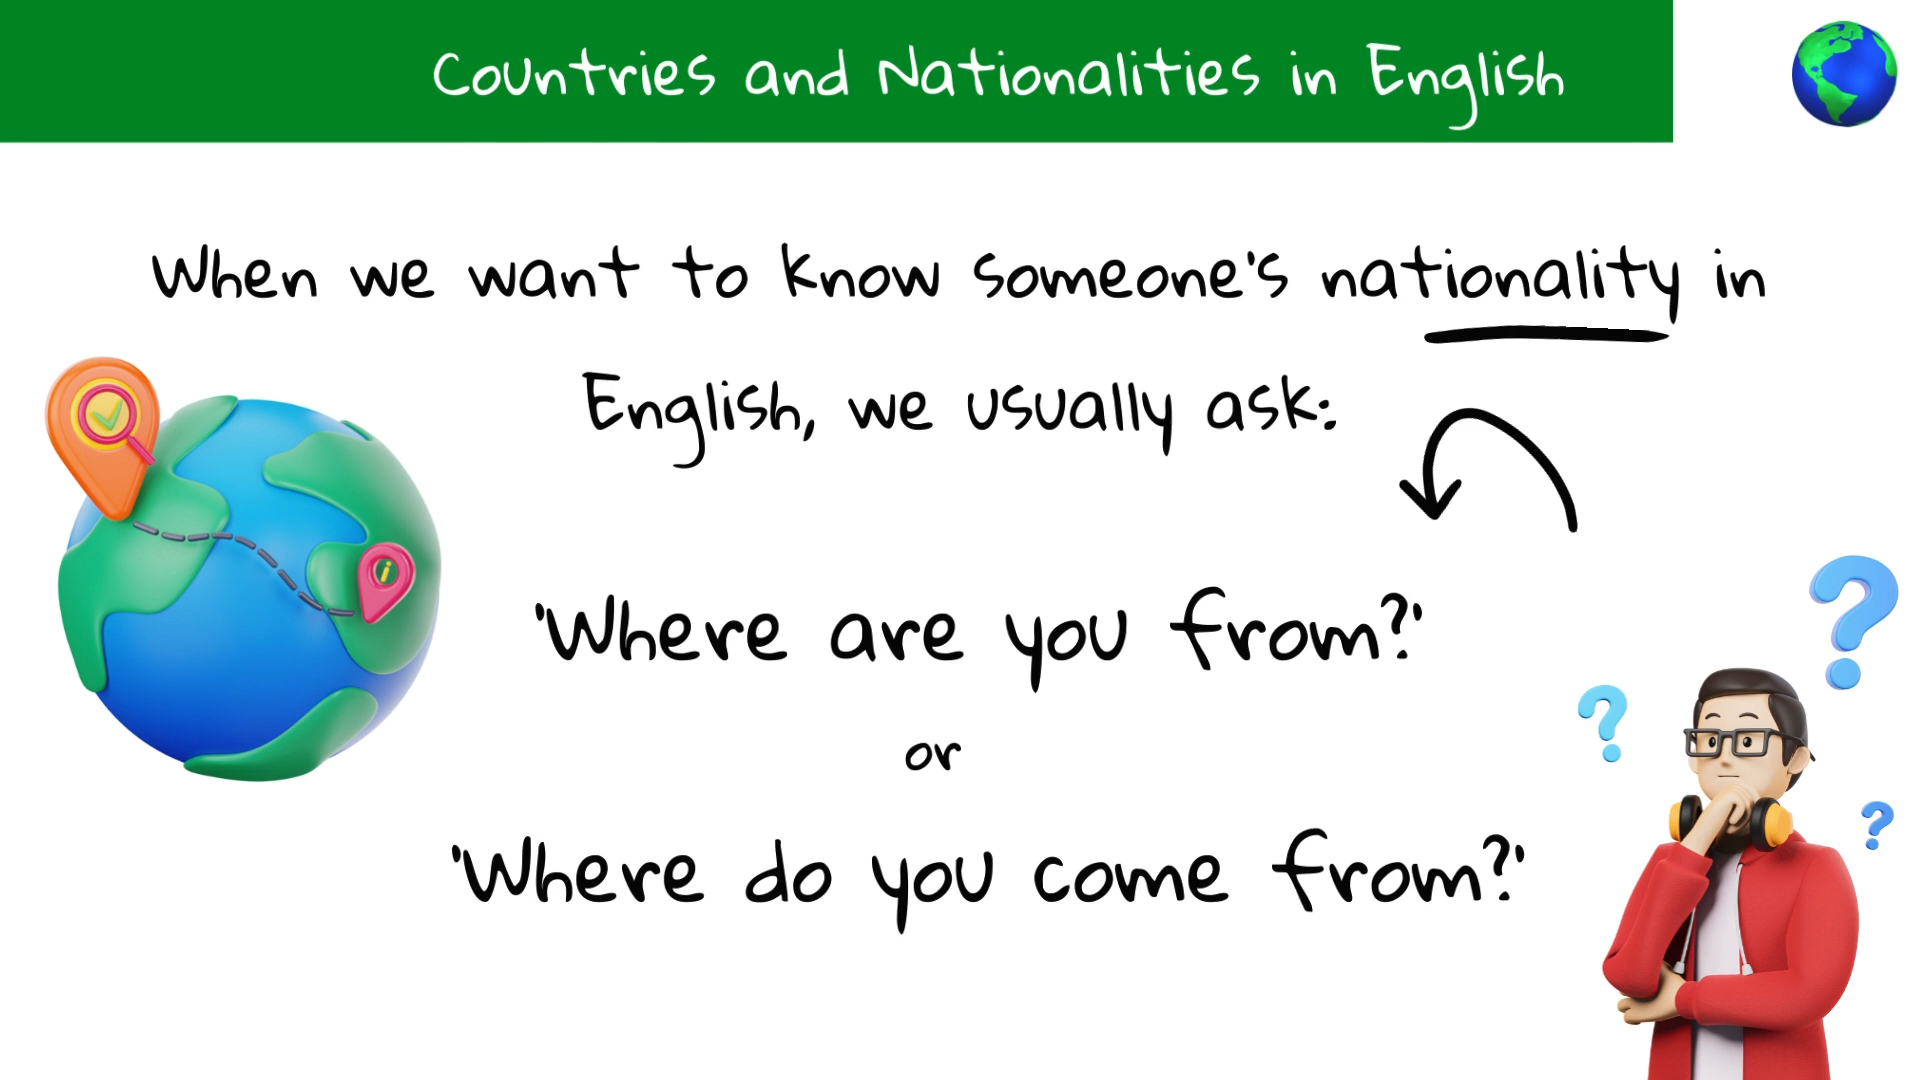 Countries and Nationalities in English
When we want to know someone's nationality in
English, we usually ask:
'Where are you from?'
or
'Where do you come from?'